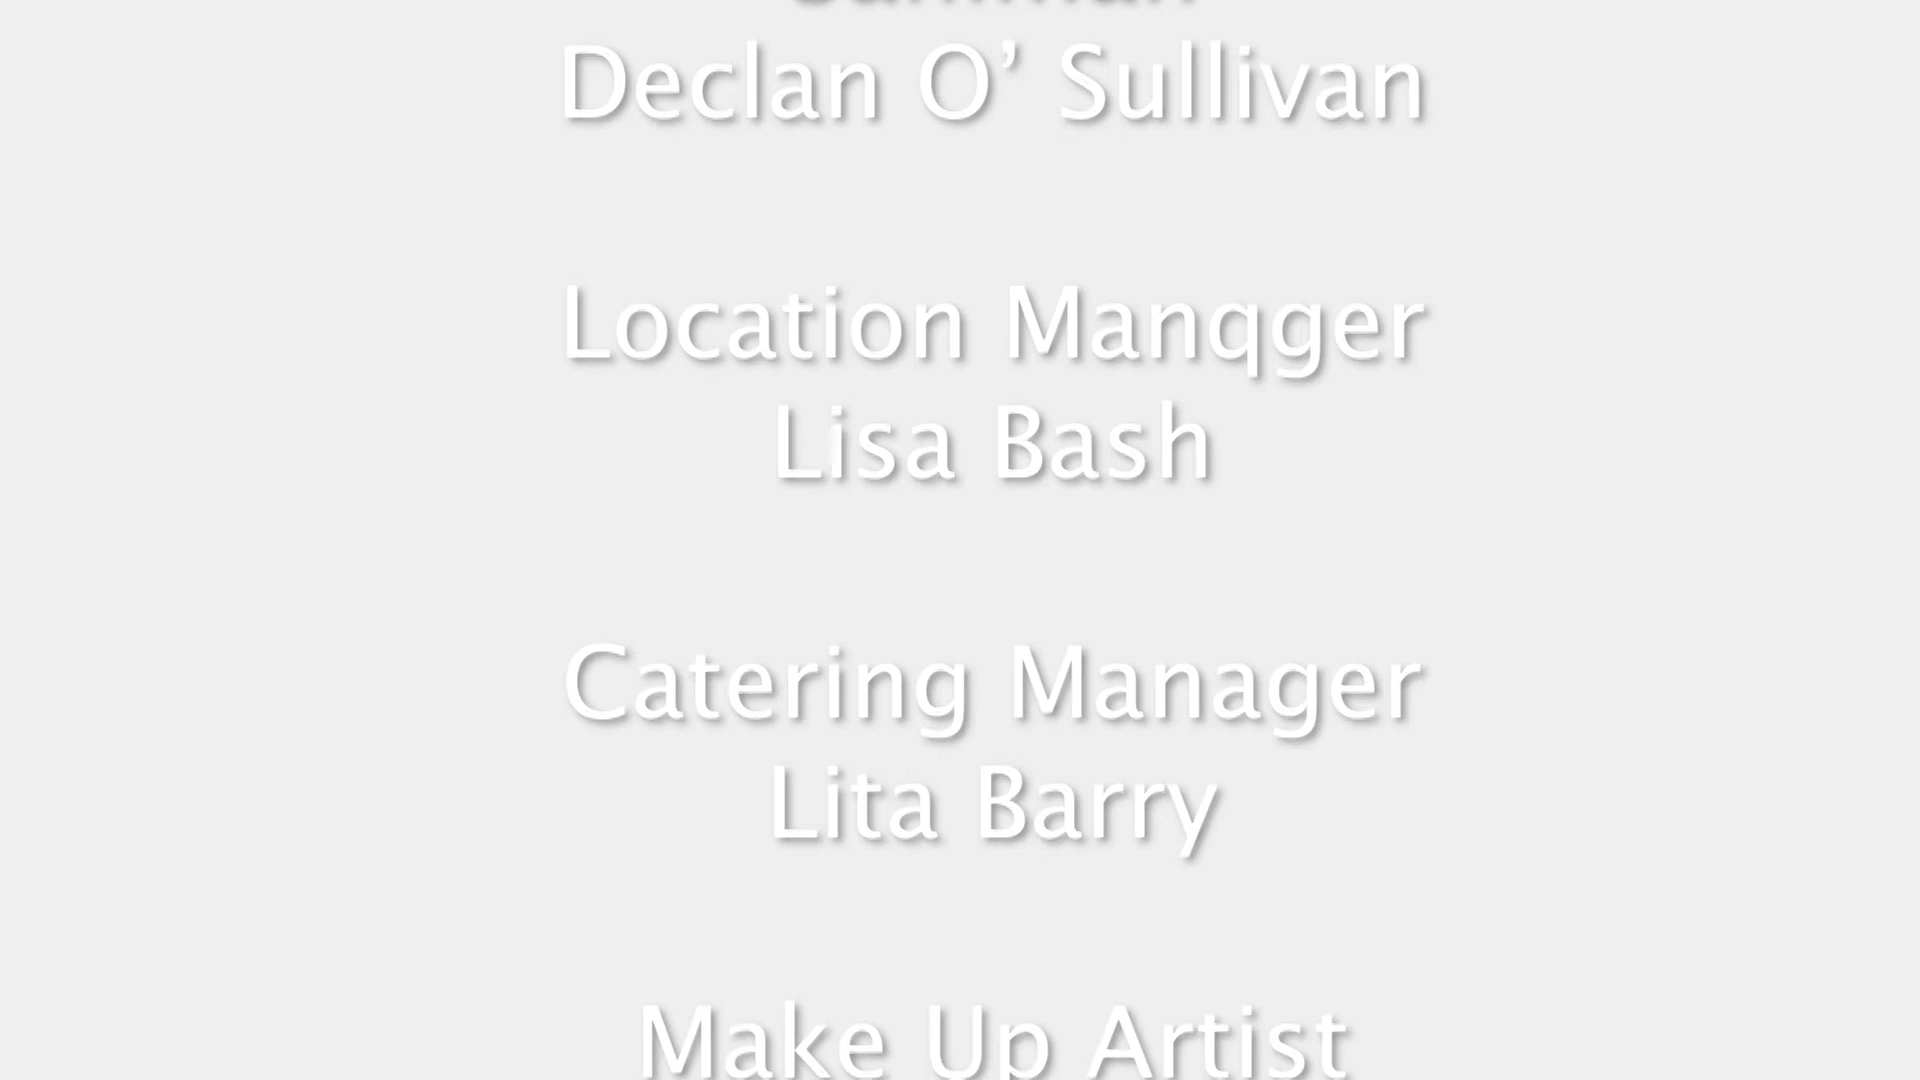 Declan O’ Sullivan
Location Manqger
Lisa Bash
Catering Manager
Lita Barry
Make Up Artist